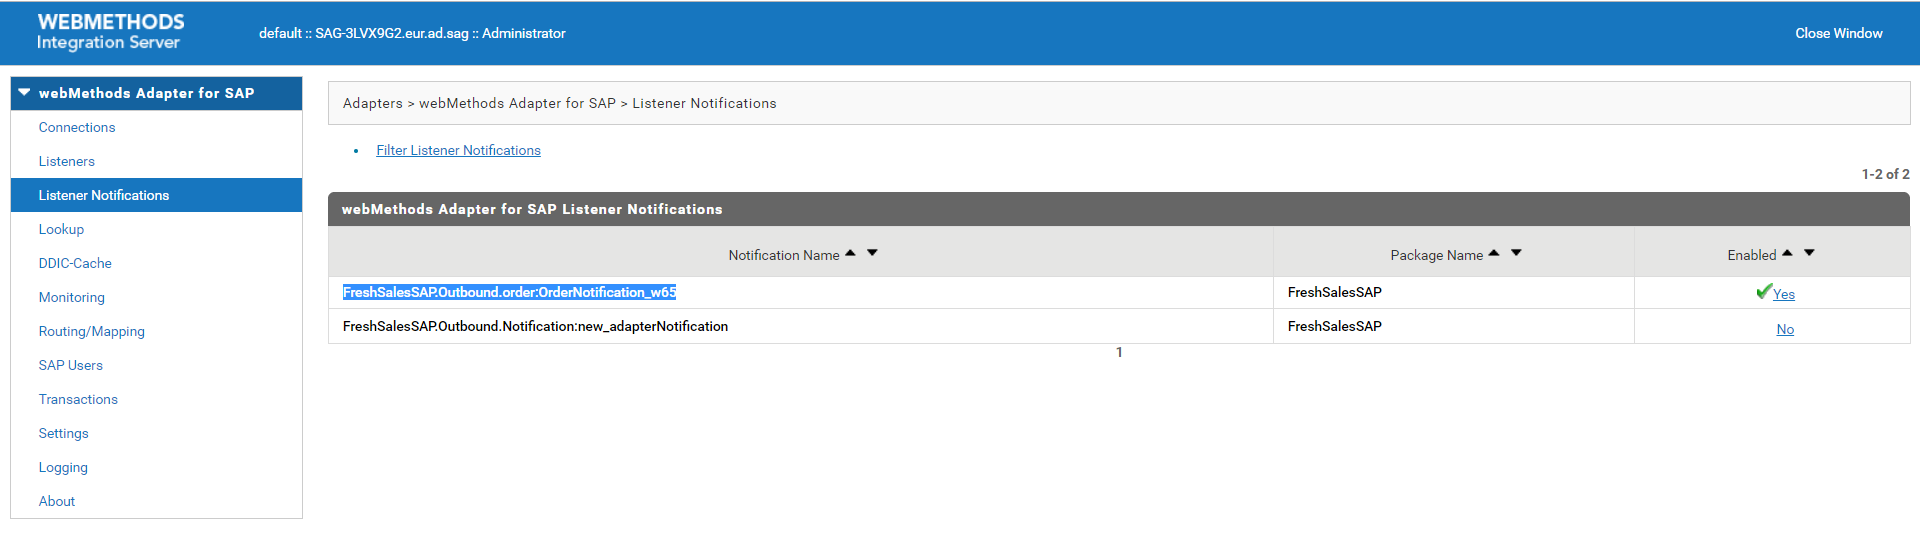 WEBMETHODS
Integration Server
default :: SAG-3LVX9G2.eur.ad.sag :: Administrator
Close Window
webMethods Adapter for SAP
Connections
Listeners
Listener Notifications
Lookup
DDIC-Cache
Monitoring
Routing/Mapping
SAP Users
Transactions
Settings
Logging
About
Adapters > webMethods Adapter for SAP > Listener Notifications
Filter Listener Notifications
1-2 of 2
webMethods Adapter for SAP Listener Notifications
Notification Name Package Name Enabled
FreshSalesSAP.Outbound.order:OrderNotification_w65 FreshSalesSAP Yes
FreshSalesSAP.Outbound.Notification:new_adapterNotification FreshSalesSAP No
1